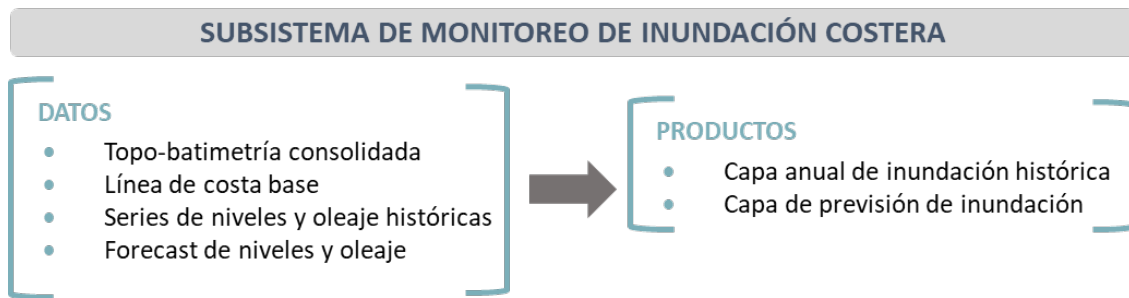 SUBSISTEMA DE MONITOREO DE INUNDACIÓN COSTERA
DATOS
• Topo-batimetría consolidada
• Línea de costa base
• Series de niveles y oleaje históricas
• Forecast de niveles y oleaje
PRODUCTOS
• Capa anual de inundación histórica
• Capa de previsión de inundación